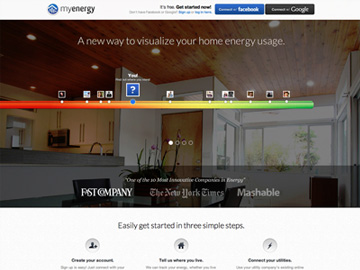 myenergy
It's free. Get started now!
Don't have Facebook or Google? Sign up or log in here.
Connect with facebook
Connect with Google
A new way to visualize your home energy usage.
You!
?
"One of the 10 Most Innovative Companies in Energy"
FAST COMPANY
The New York Times
Mashable
Easily get started in three simple steps.
Create your account.
Tell us where you live.
Connect your utilities.